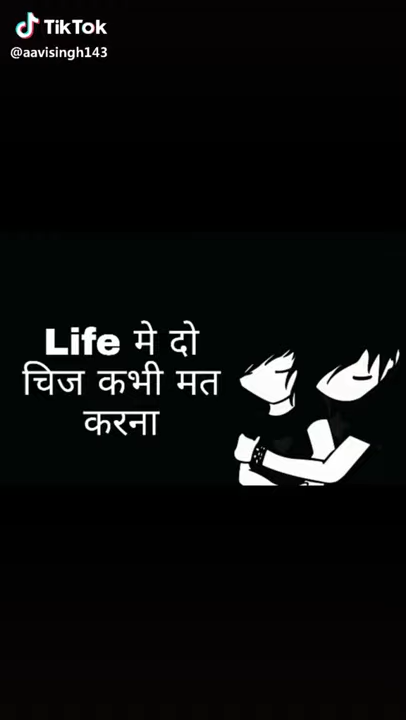 TikTok
@aavisingh143
Life मे दो
चिज कभी मत
करना